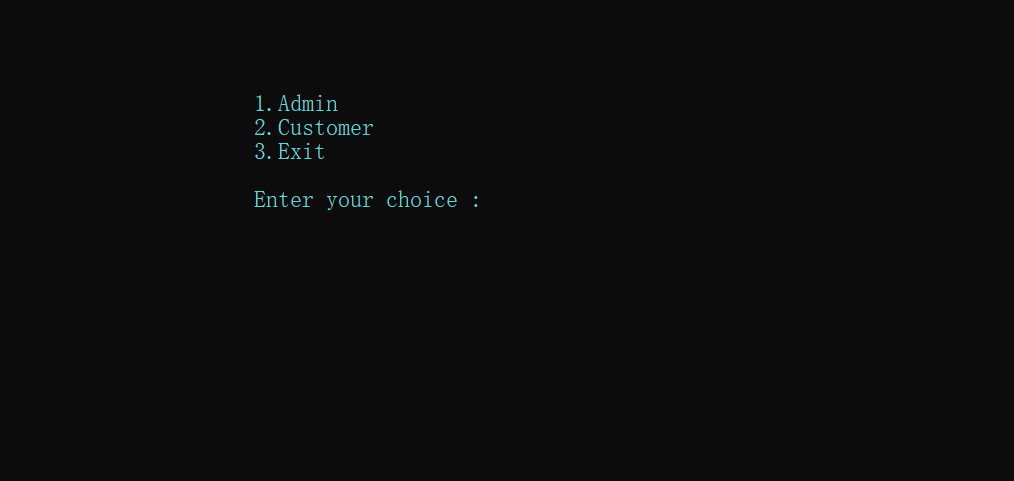 1.Admin
2.Customer
3.Exit
Enter your choice :